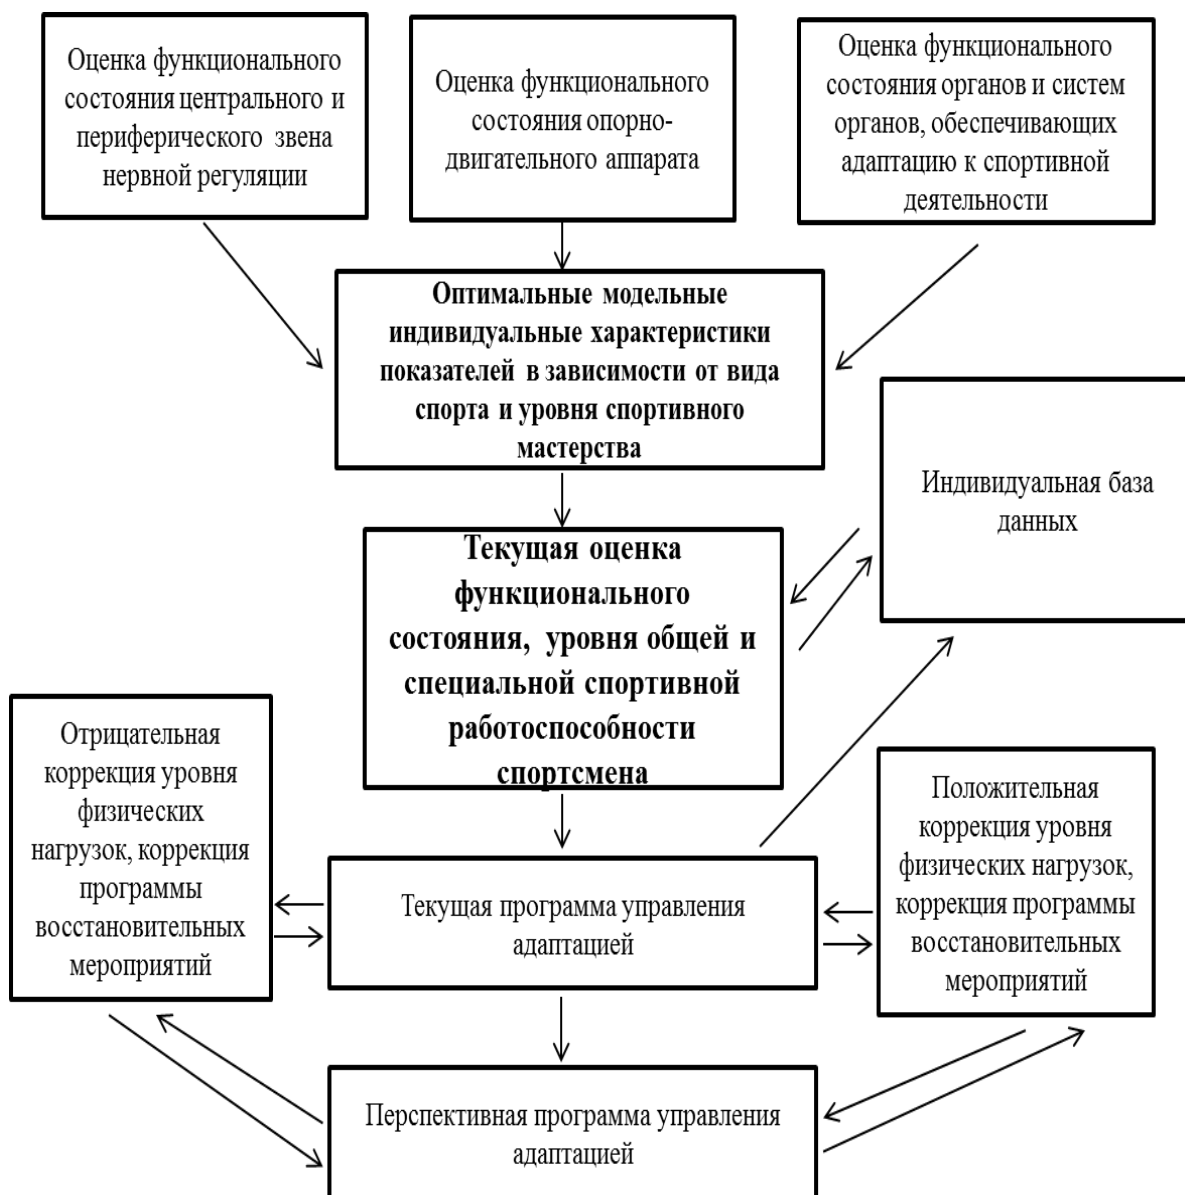 Оценка функционального
состояния центрального и
периферического звена
нервной регуляции
Оценка функционального
состояния опорно-
двигательного аппарата
Оценка функционального
состояния органов и систем
органов, обеспечивающих
адаптацию к спортивной
деятельности
Оптимальные модельные
индивидуальные характеристики
показателей в зависимости от вида
спорта и уровня спортивного
мастерства
Индивидуальная база
данных
Текущая оценка
функционального
состояния, уровня общей и
специальной спортивной
работоспособности
спортсмена
Отрицательная
коррекция уровня
физических
нагрузок, коррекция
программы
восстановительных
мероприятий
Положительная
коррекция уровня
физических нагрузок,
коррекция программы
восстановительных
мероприятий
Текущая программа управления
адаптацией
Перспективная программа управления
адаптацией